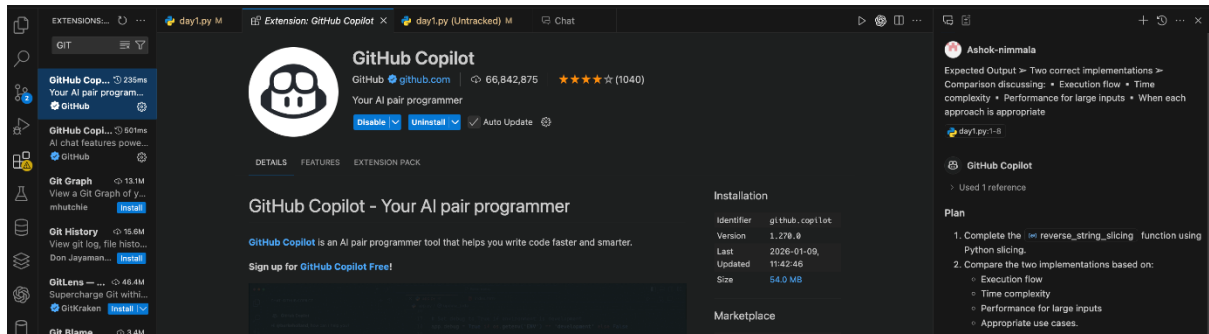 EXTENSIONS:...
day1.py M
Extension: GitHub Copilot
day1.py (Untracked) M
Chat
GIT
GitHub Cop... 235ms
Your AI pair program...
GitHub
GitHub Copi... 501ms
AI chat features powe...
GitHub
Git Graph 13.1M
View a Git Graph of y...
mhutchle Install
Git History 15.6M
View git log, file histo...
Don Jayaman... Install
GitLens — ... 46.4M
Supercharge Git withi...
GitKraken Install
Git Blame 3.4M
GitHub Copilot
GitHub github.com 66,842,875 (1040)
Your AI pair programmer
Disable Uninstall Auto Update
DETAILS FEATURES EXTENSION PACK
GitHub Copilot - Your AI pair programmer
GitHub Copilot is an AI pair programmer tool that helps you write code faster and smarter.
Sign up for GitHub Copilot Free!
Installation
Identifier github.copilot
Version 1.270.0
Last 2026-01-09,
Updated 11:42:46
Size 54.0 MB
Marketplace
Ashok-nimmala
Expected Output ➢ Two correct implementations ➢
Comparison discussing: • Execution flow • Time
complexity • Performance for large inputs • When each
approach is appropriate
day1.py:1-8
GitHub Copilot
Used 1 reference
Plan
1. Complete the reverse_string_slicing function using
Python slicing.
2. Compare the two implementations based on:
Execution flow
Time complexity
Performance for large inputs
Appropriate use cases.